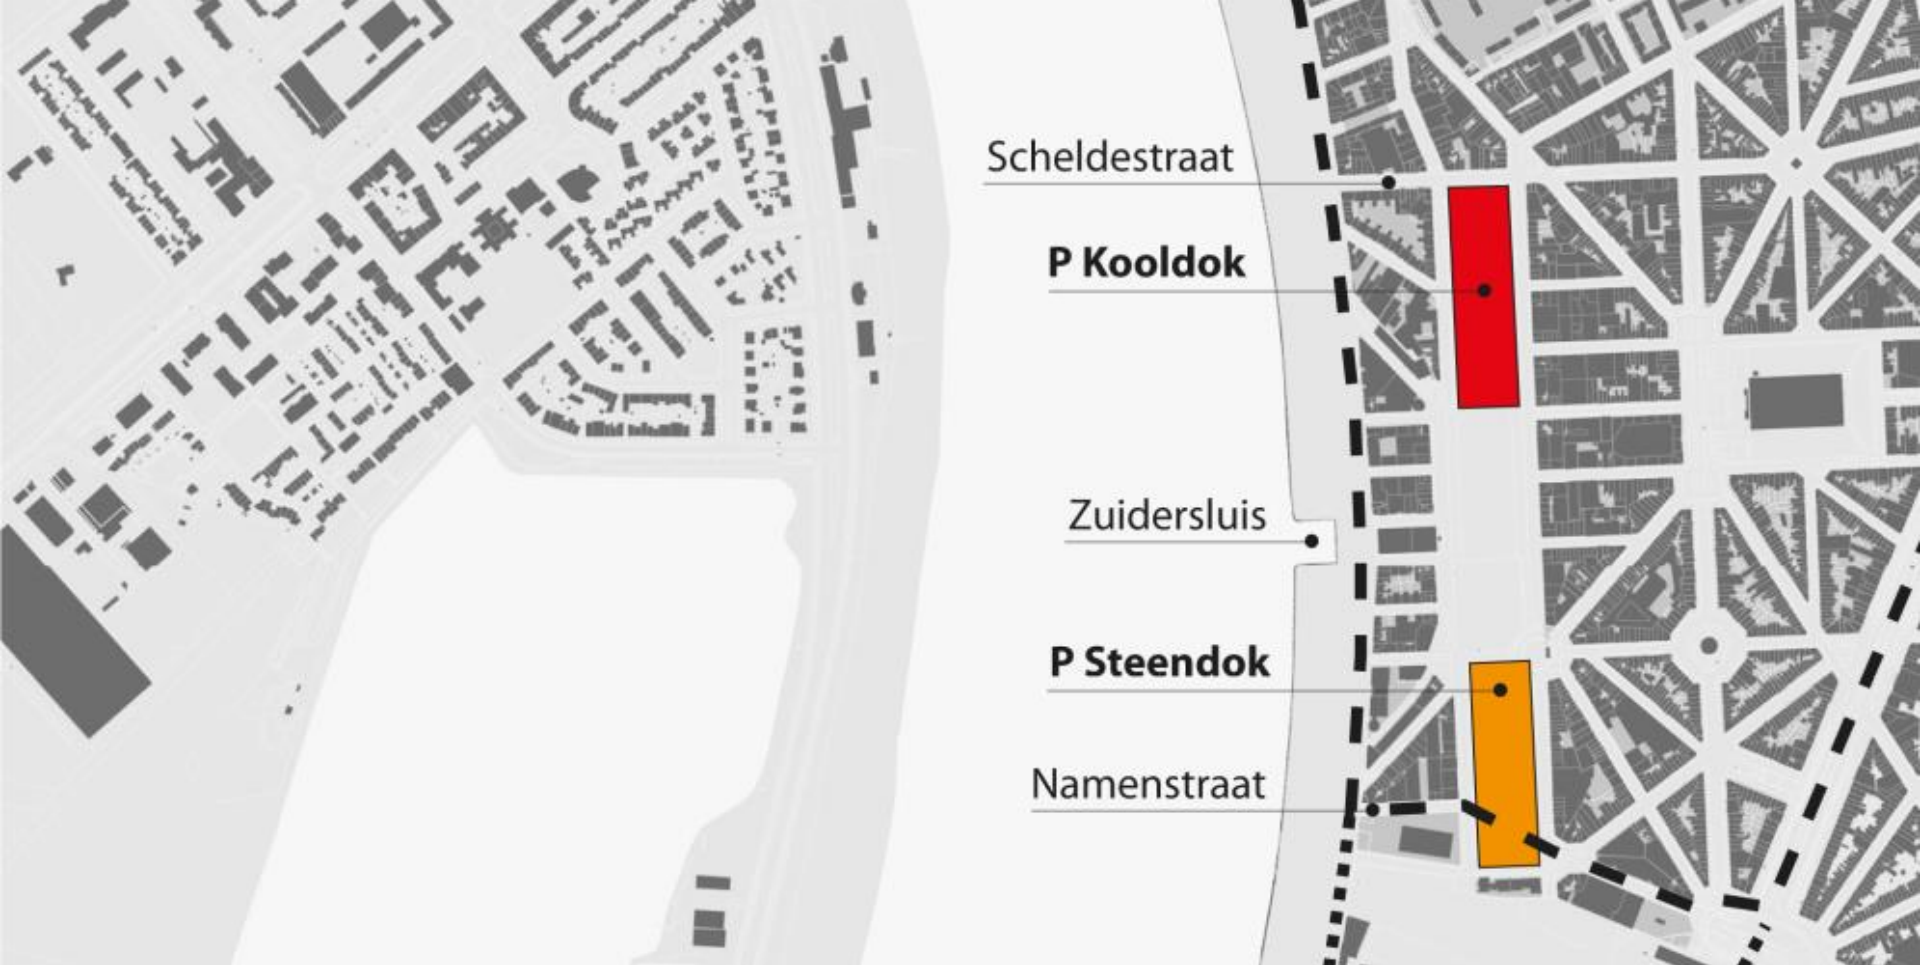 Scheldestraat
P Kooldok
Zuidersluis
P Steendok
Namenstraat